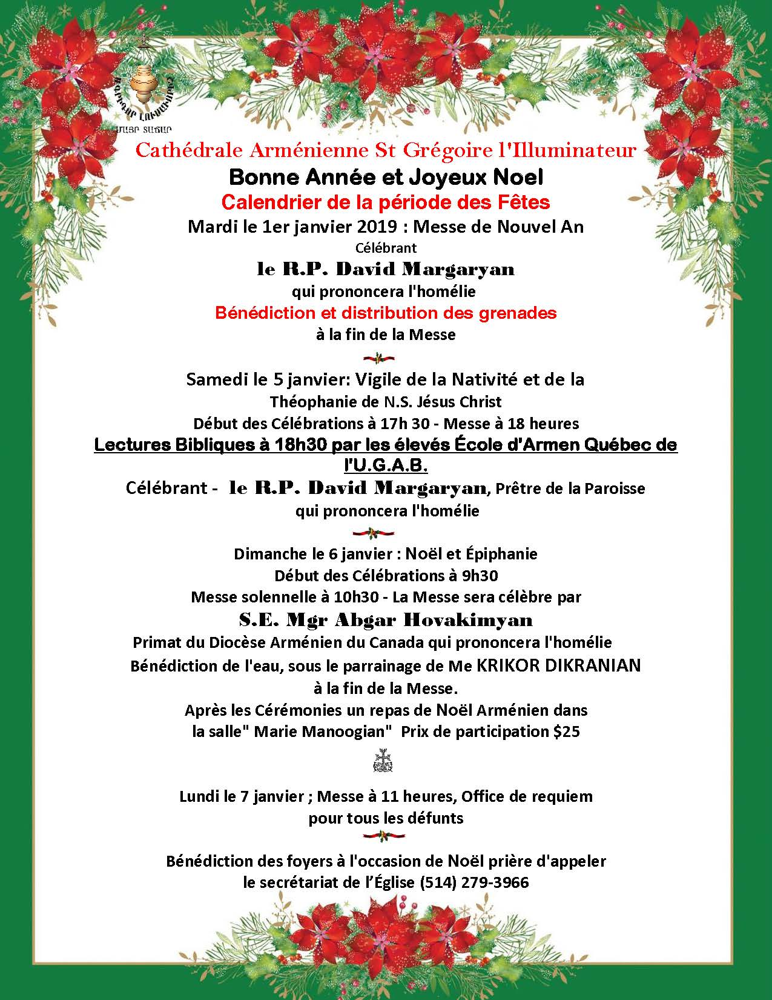 Ս. ԳՐԻԳՈՐ ԼՈՒՍԱՒՈՐԻՉ
ՄԱՅՐ ՏԱՃԱՐ
Cathédrale Arménienne St Grégoire l'Illuminateur
Bonne Année et Joyeux Noel
Calendrier de la période des Fêtes
Mardi le 1er janvier 2019 : Messe de Nouvel An
Célébrant
le R.P. David Margaryan
qui prononcera l'homélie
Bénédiction et distribution des grenades
à la fin de la Messe
Samedi le 5 janvier: Vigile de la Nativité et de la
Théophanie de N.S. Jésus Christ
Début des Célébrations à 17h 30 - Messe à 18 heures
Lectures Bibliques à 18h30 par les élevés École d'Armen Québec de
l'U.G.A.B.
Célébrant - le R.P. David Margaryan, Prêtre de la Paroisse
qui prononcera l'homélie
Dimanche le 6 janvier : Noël et Épiphanie
Début des Célébrations à 9h30
Messe solennelle à 10h30 - La Messe sera célèbre par
S.E. Mgr Abgar Hovakimyan
Primat du Diocèse Arménien du Canada qui prononcera l'homélie
Bénédiction de l'eau, sous le parrainage de Me KRIKOR DIKRANIAN
à la fin de la Messe.
Après les Cérémonies un repas de Noël Arménien dans
la salle" Marie Manoogian" Prix de participation $25
Lundi le 7 janvier ; Messe à 11 heures, Office de requiem
pour tous les défunts
Bénédiction des foyers à l'occasion de Noël prière d'appeler
le secrétariat de l’Église (514) 279-3966